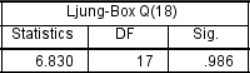 Ljung-Box Q(18)
Statistics DF Sig.
6.830 17 .986